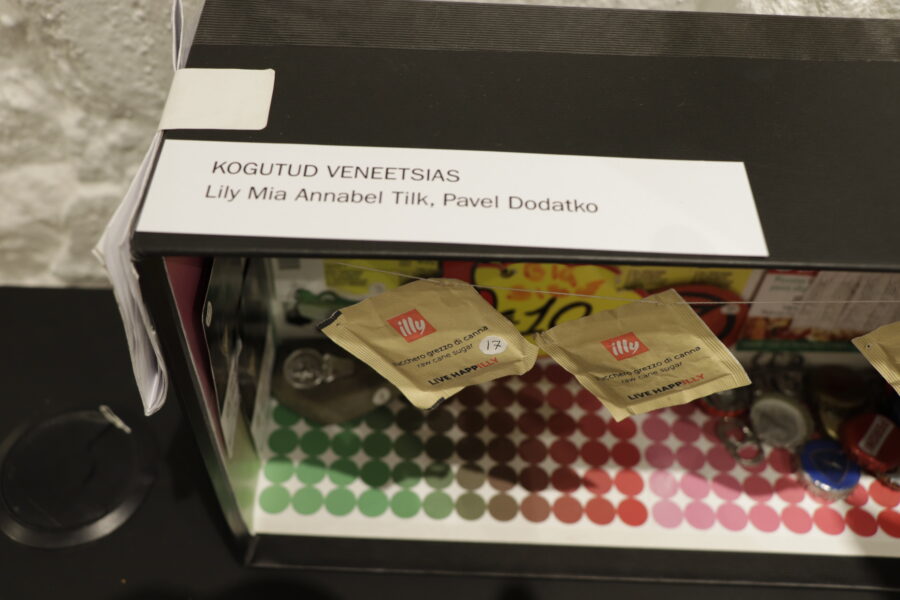 KOGUTUD VENEETSIAS
Lily Mia Annabel Tilk, Pavel Dodatko
illy
zucchero grezzo di canna
raw cane sugar
17
LIVE HAPPILLY
illy
zucchero grezzo di canna
raw cane sugar
LIVE HAPPILLY